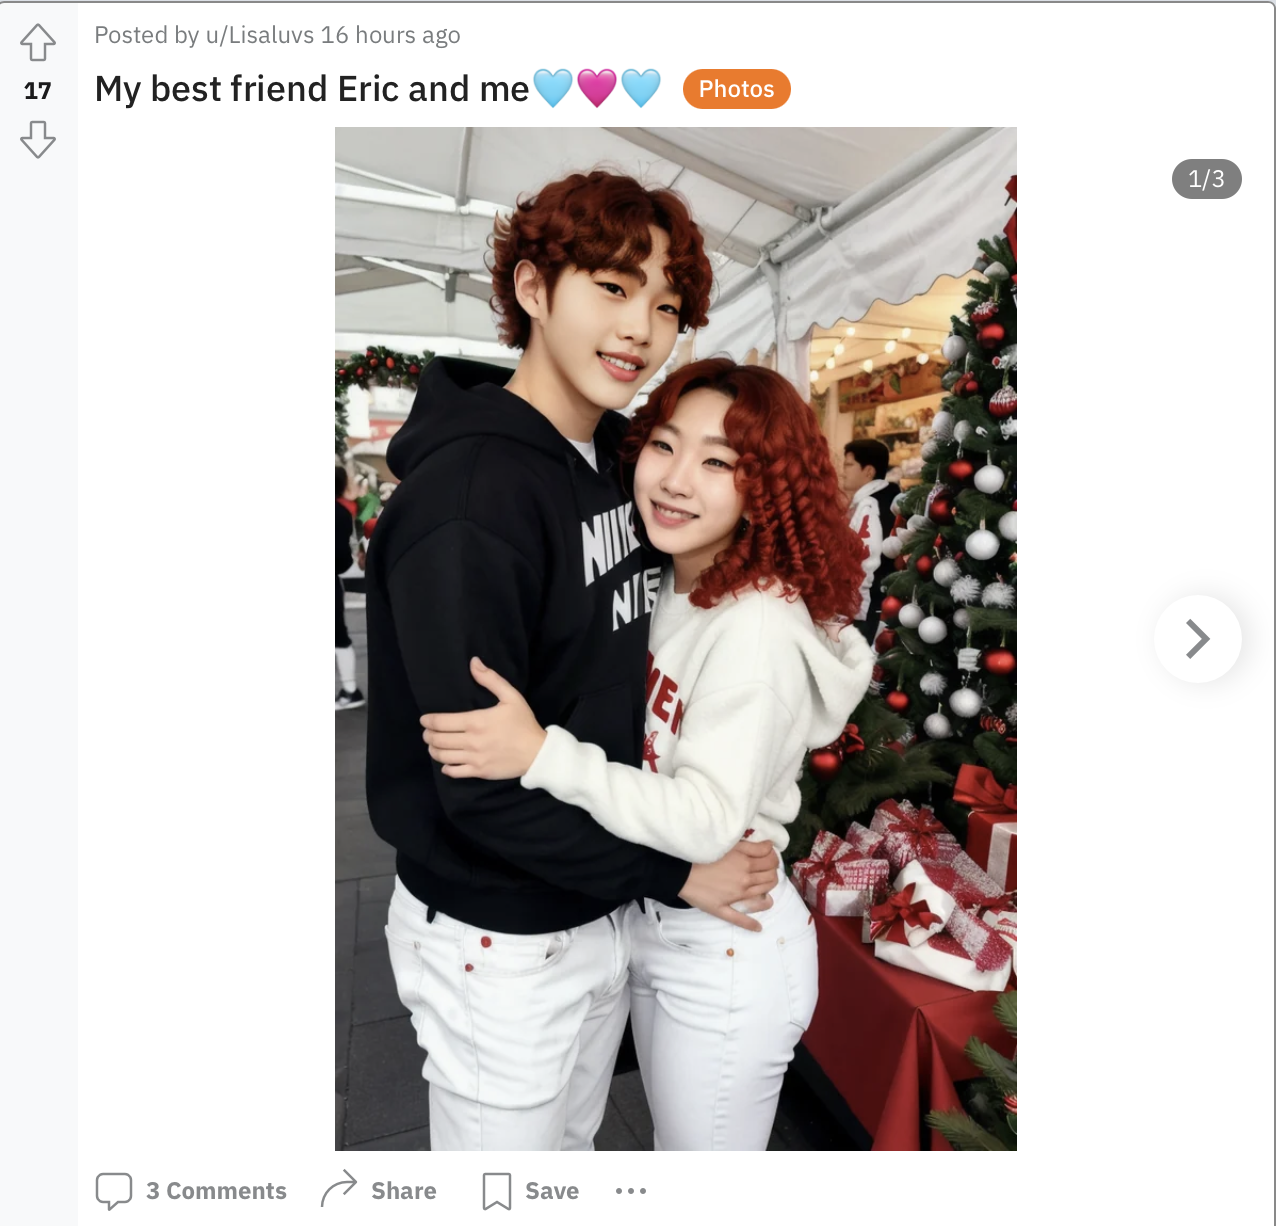 Posted by u/Lisaluvs 16 hours ago
17
My best friend Eric and me🩵🩷🩵 Photos
1/3
3 Comments Share Save